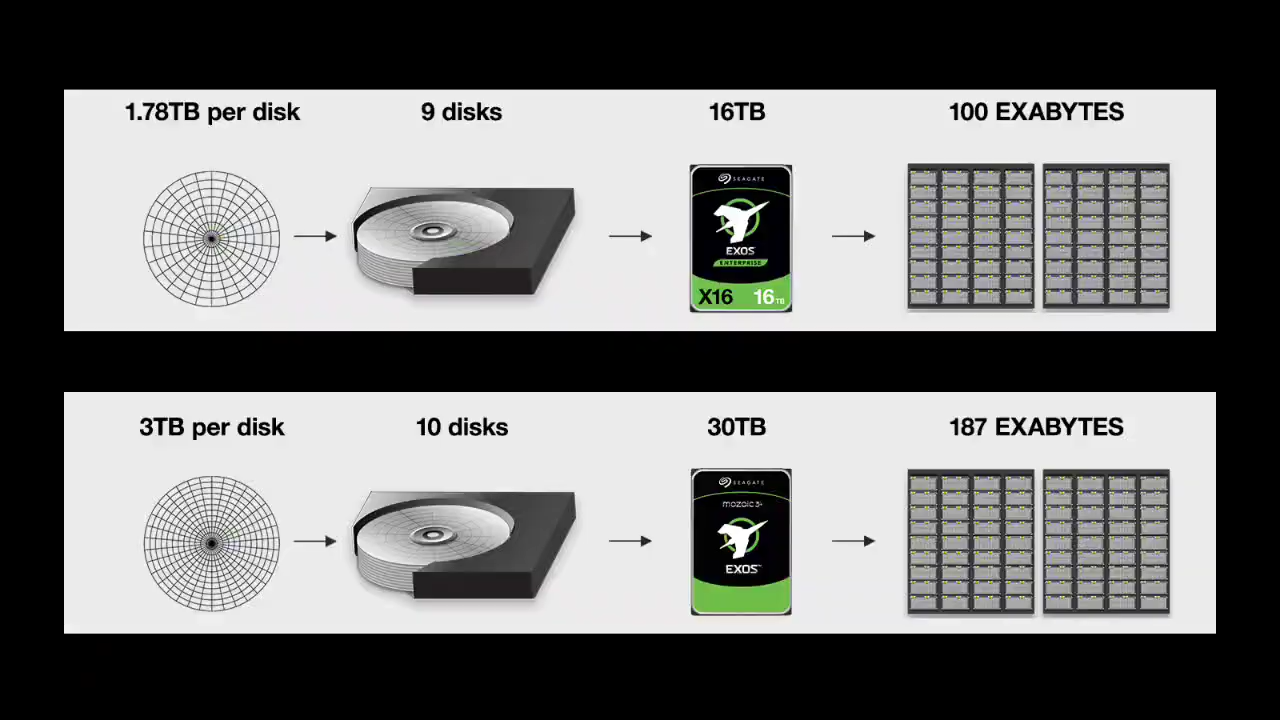 1.78TB per disk
9 disks
16TB
100 EXABYTES
SEAGATE
EXOS
ENTERPRISE
X16 16TB
3TB per disk
10 disks
30TB
187 EXABYTES
SEAGATE
mozaic 3+
EXOS™